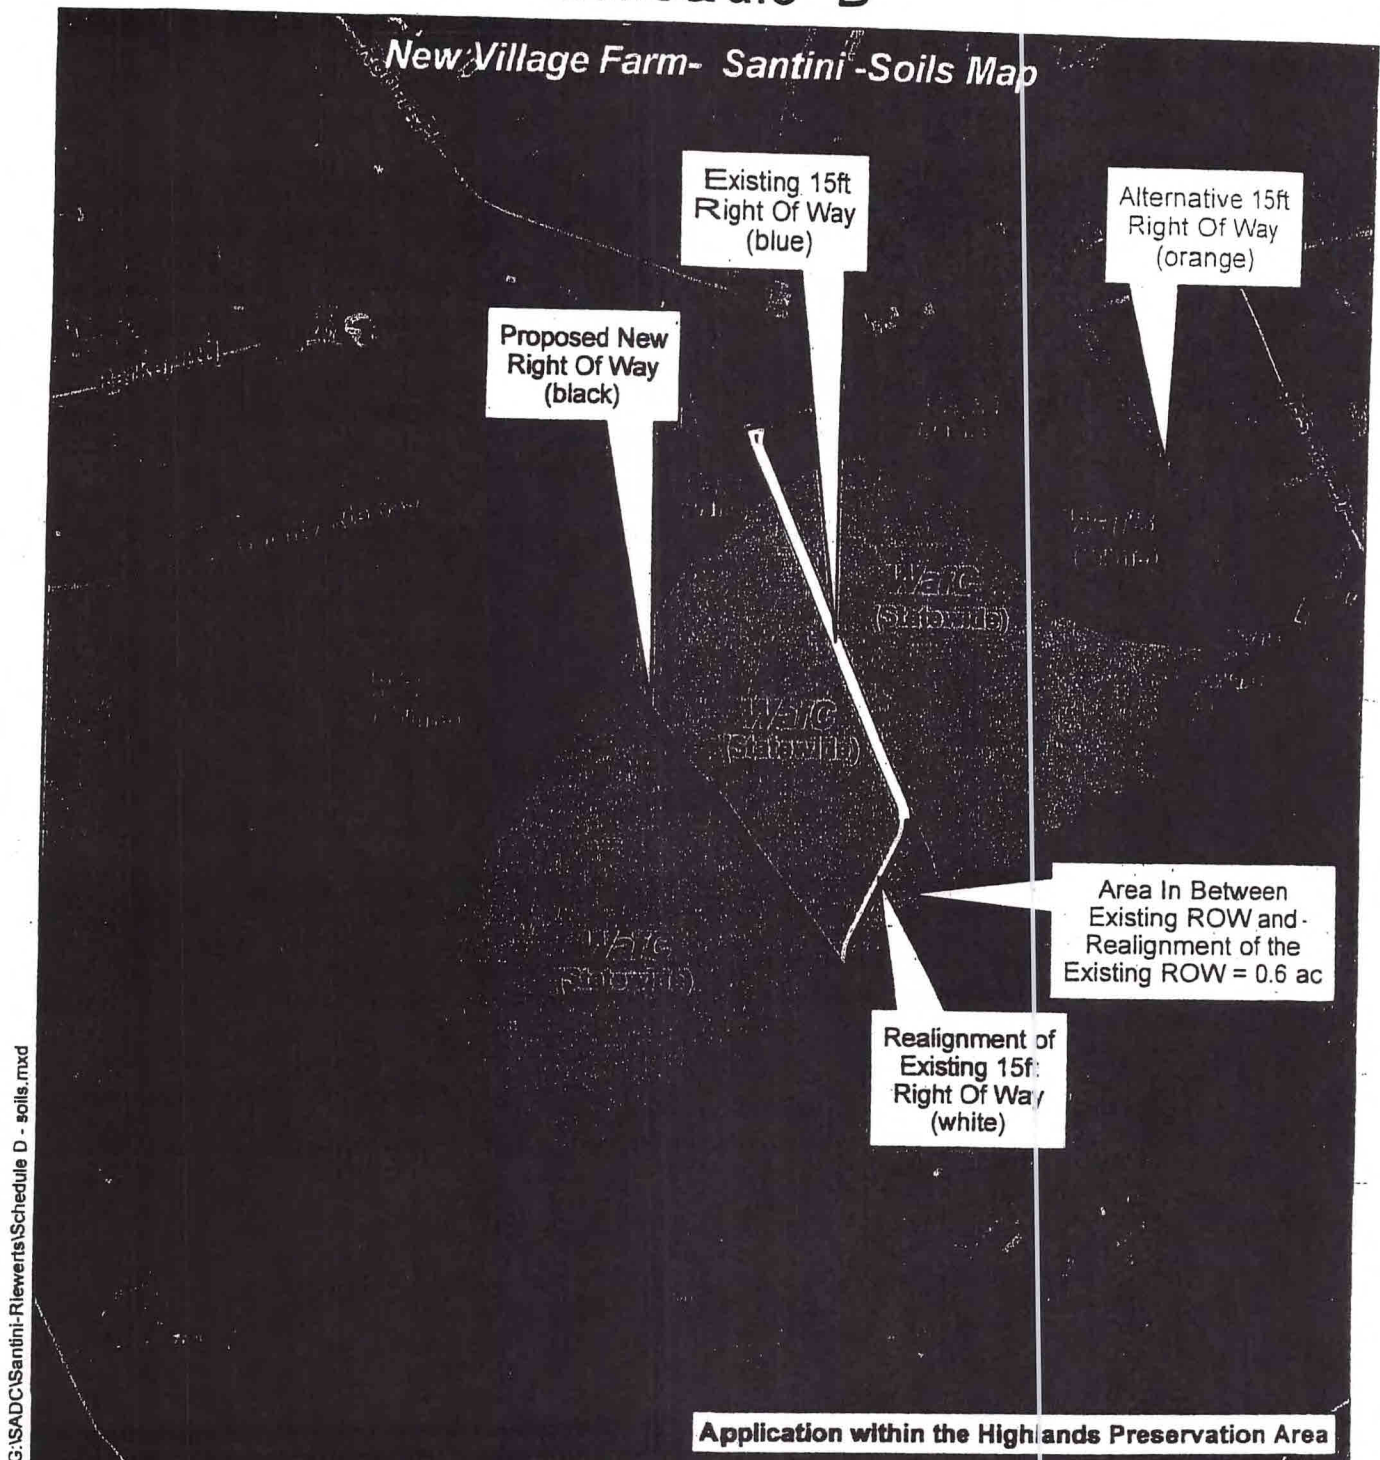 New Village Farm- Santini -Soils Map
Existing 15ft
Right Of Way
(blue)
Alternative 15ft
Right Of Way
(orange)
Proposed New
Right Of Way
(black)
WafC
(Statewide)
WafC
(Statewide)
WafC
(Statewide)
Area In Between
Existing ROW and
Realignment of the
Existing ROW = 0.6 ac
Realignment of
Existing 15ft
Right Of Way
(white)
G:\SADC\Santini-Riewerts\Schedule D - soils.mxd
Application within the Highlands Preservation Area